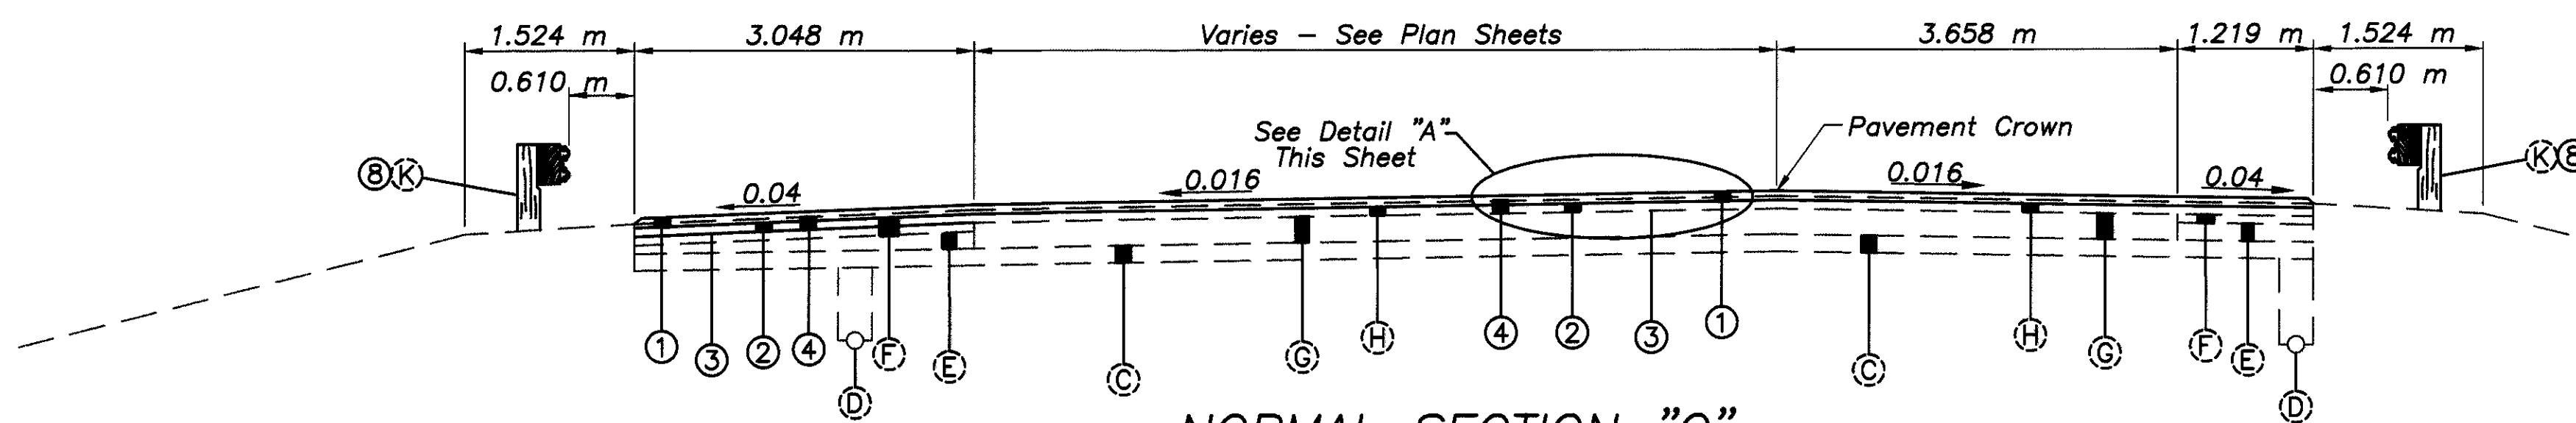 1.524 m 3.048 m Varies - See Plan Sheets 3.658 m 1.219 m 1.524 m
0.610 m 0.610 m
See Detail "A" Pavement Crown
This Sheet
8 K K 8
0.04 0.016 0.016 0.04
1 3 2 4 F E C G H 4 2 3 1 C H G F E
D D